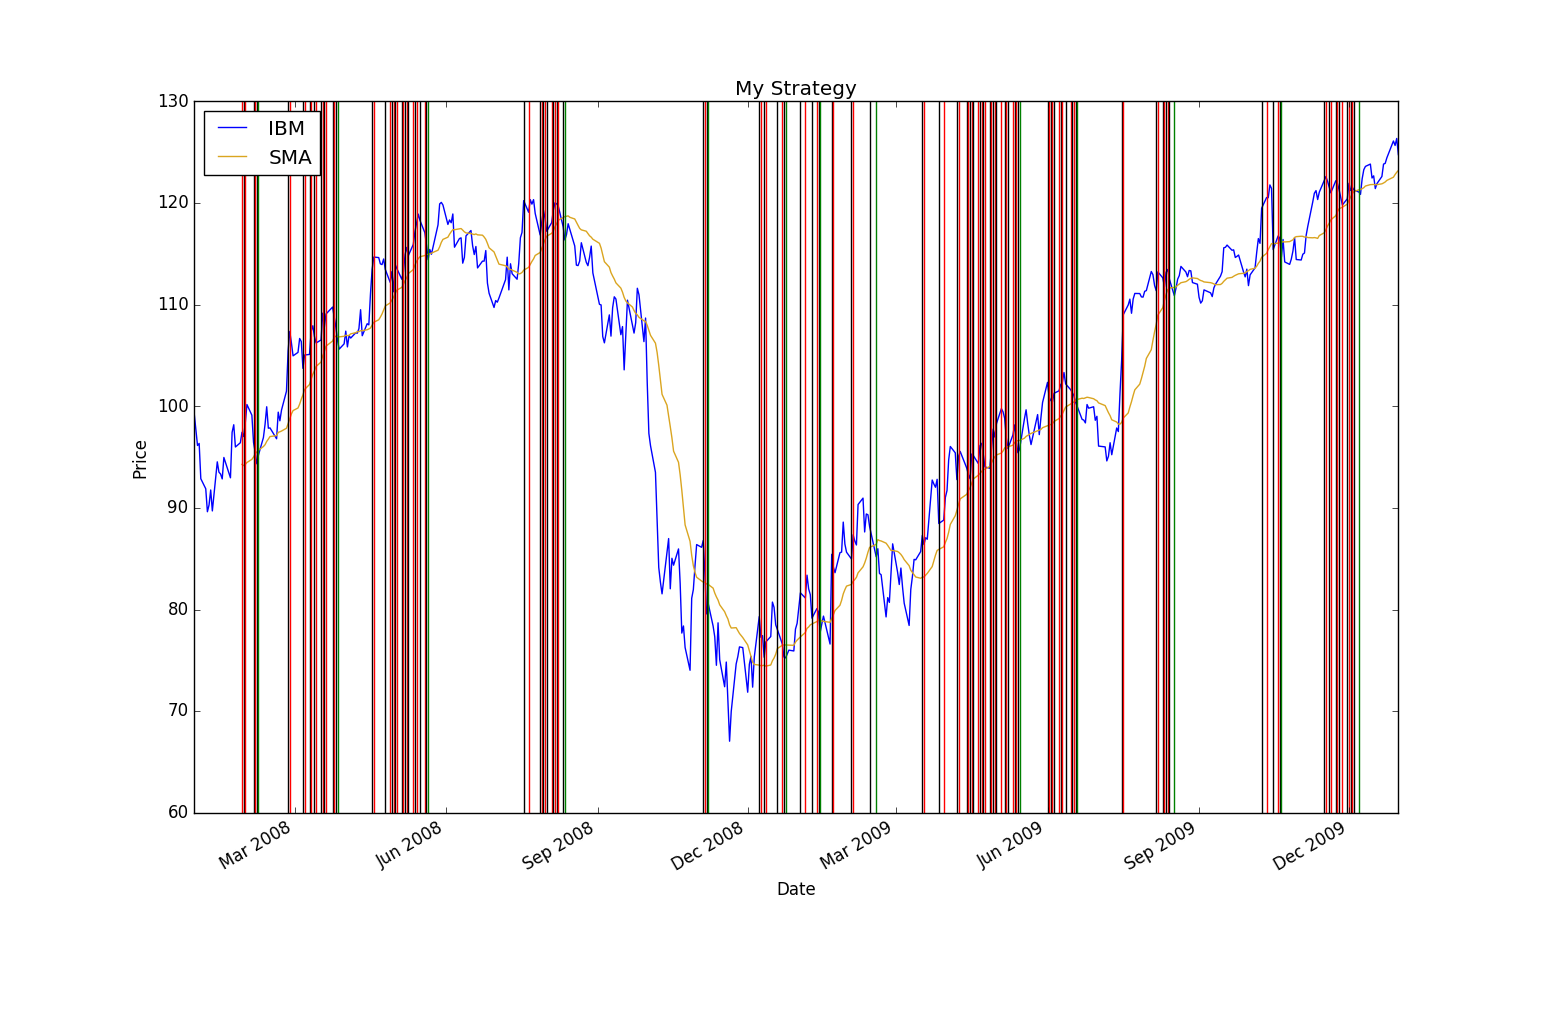 My Strategy
130
IBM
SMA
120
110
100
90
80
70
60
Price
Mar 2008
Jun 2008
Sep 2008
Dec 2008
Mar 2009
Jun 2009
Sep 2009
Dec 2009
Date